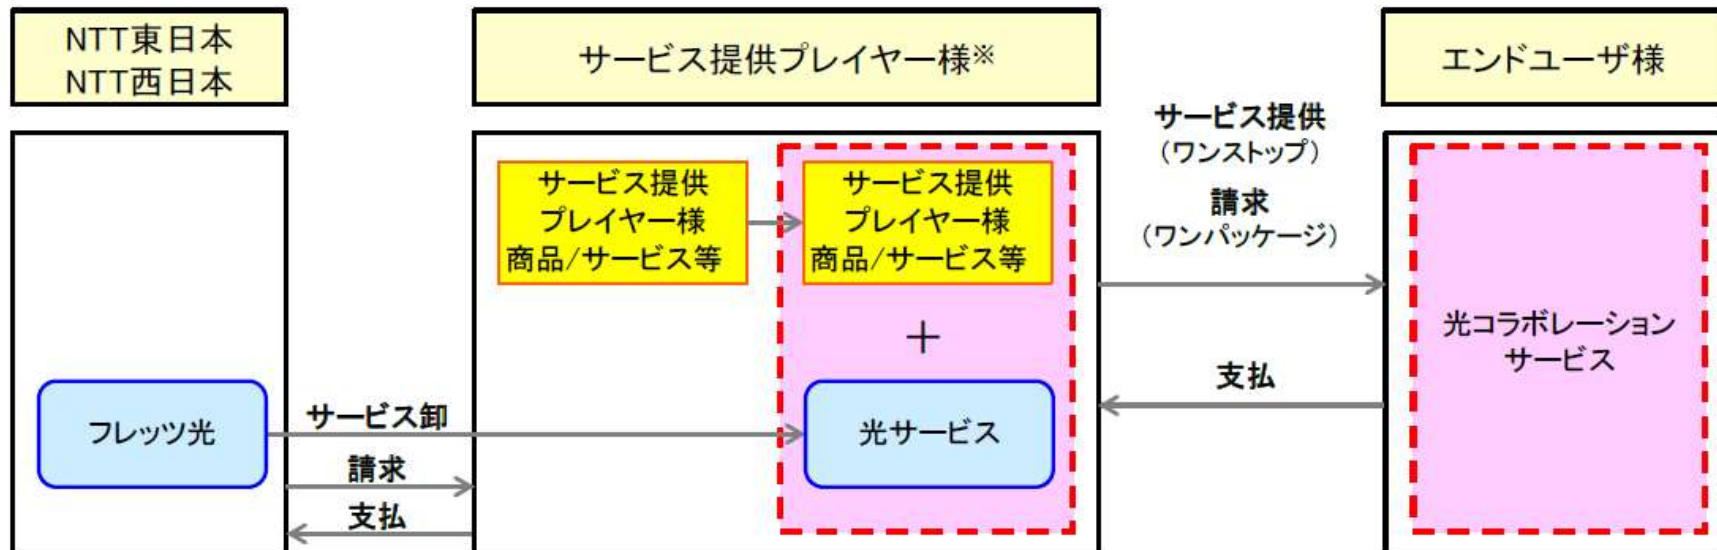 NTT東日本
NTT西日本
サービス提供プレイヤー様※
エンドユーザ様
サービス提供
(ワンストップ)
請求
(ワンパッケージ)
サービス提供
プレイヤー様
商品/サービス等
サービス提供
プレイヤー様
商品/サービス等
+
光コラボレーション
サービス
支払
フレッツ光
サービス卸
光サービス
請求
支払